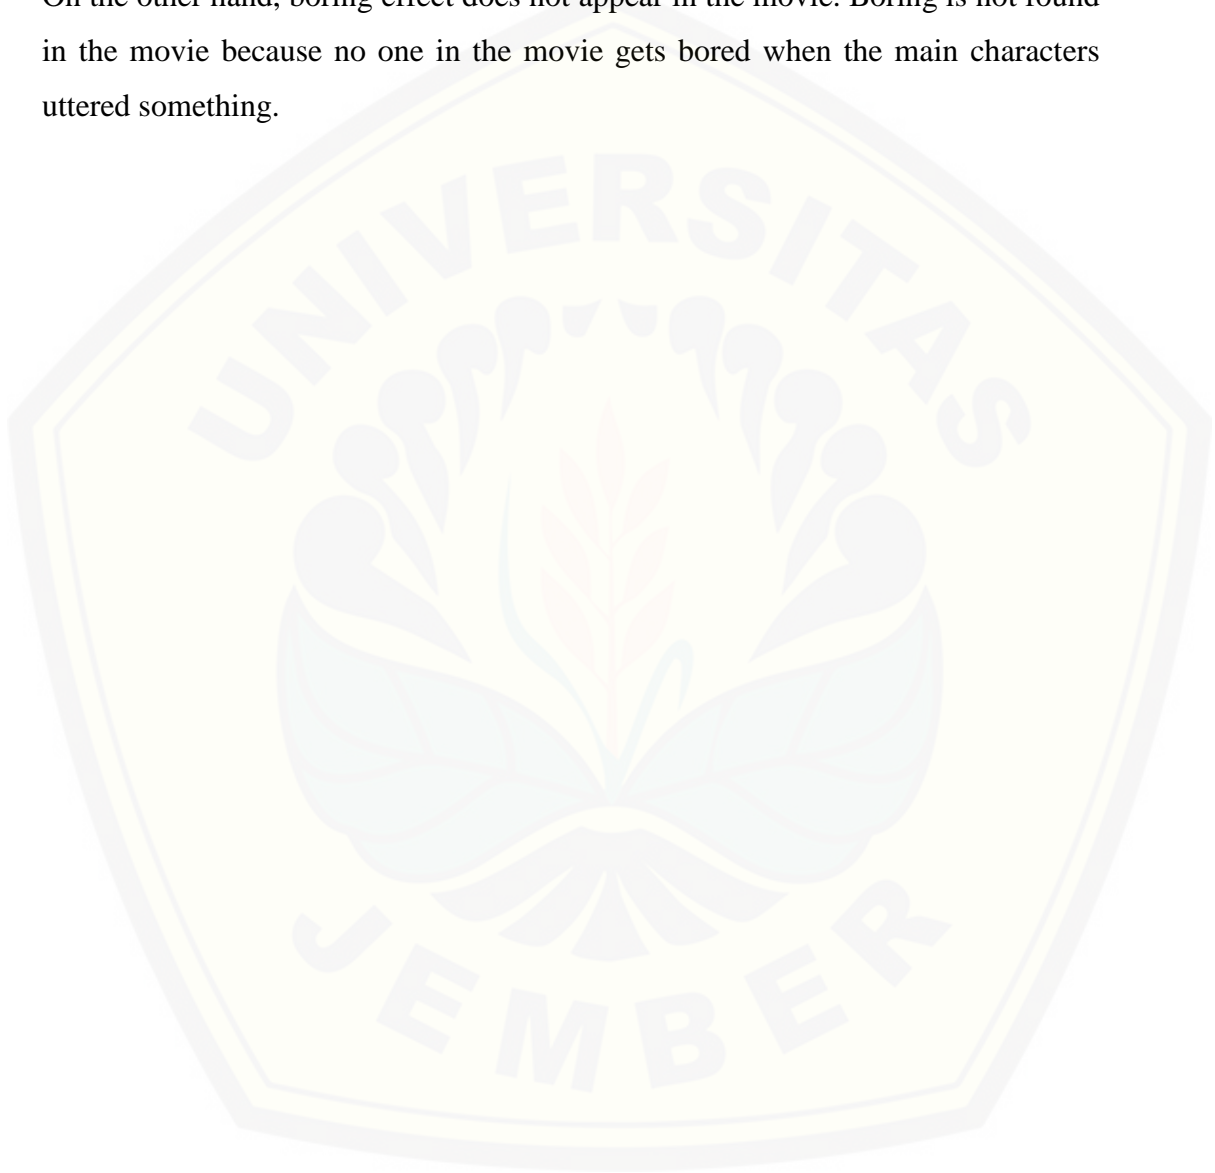 On the other hand, boring effect does not appear in the movie. Boring is not found
in the movie because no one in the movie gets bored when the main characters
uttered something.
UNIVERSITAS
JEMBER